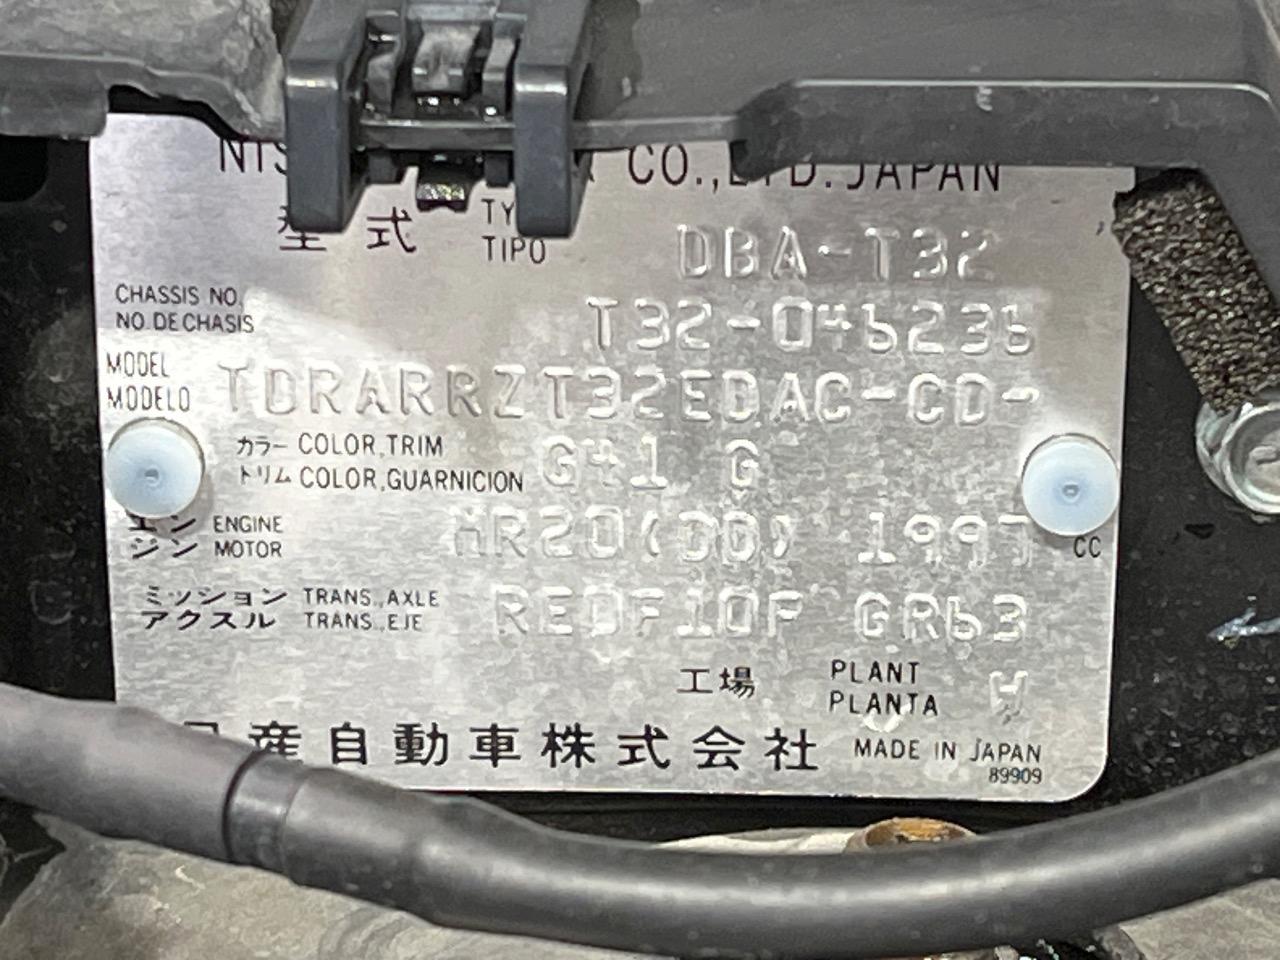 CO.,LTD.JAPAN
型式 TIPO DBA-T32
CHASSIS NO.
NO.DE CHASIS T32-046236
MODEL
MODELO TDRARRZT32EDAC-CD-
カラー COLOR,TRIM
トリム COLOR,GUARNICION G41 G
エンジン ENGINE
MOTOR MR20(DD) 1997 CC
ミッション TRANS.,AXLE
アクスル TRANS.,EJE RE0F10F GR63
工場 PLANT
PLANTA W
日産自動車株式会社 MADE IN JAPAN
89909